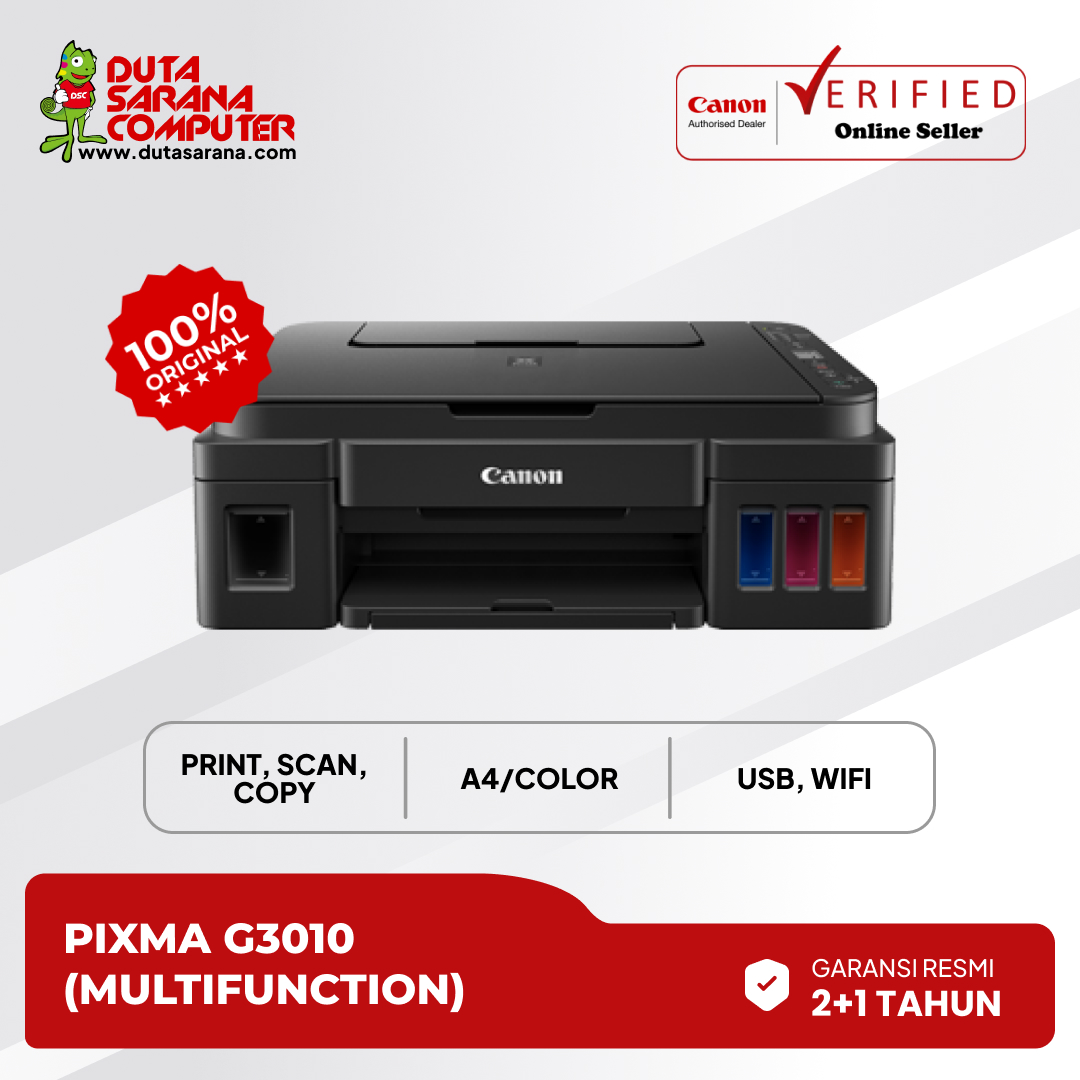 DUTA
SARANA
COMPUTER
www.dutasarana.com
DSC
Canon
Authorised Dealer
VERIFIED
Online Seller
100%
ORIGINAL
Canon
PRINT, SCAN,
COPY
A4/COLOR
USB, WIFI
PIXMA G3010
(MULTIFUNCTION)
GARANSI RESMI
2+1 TAHUN